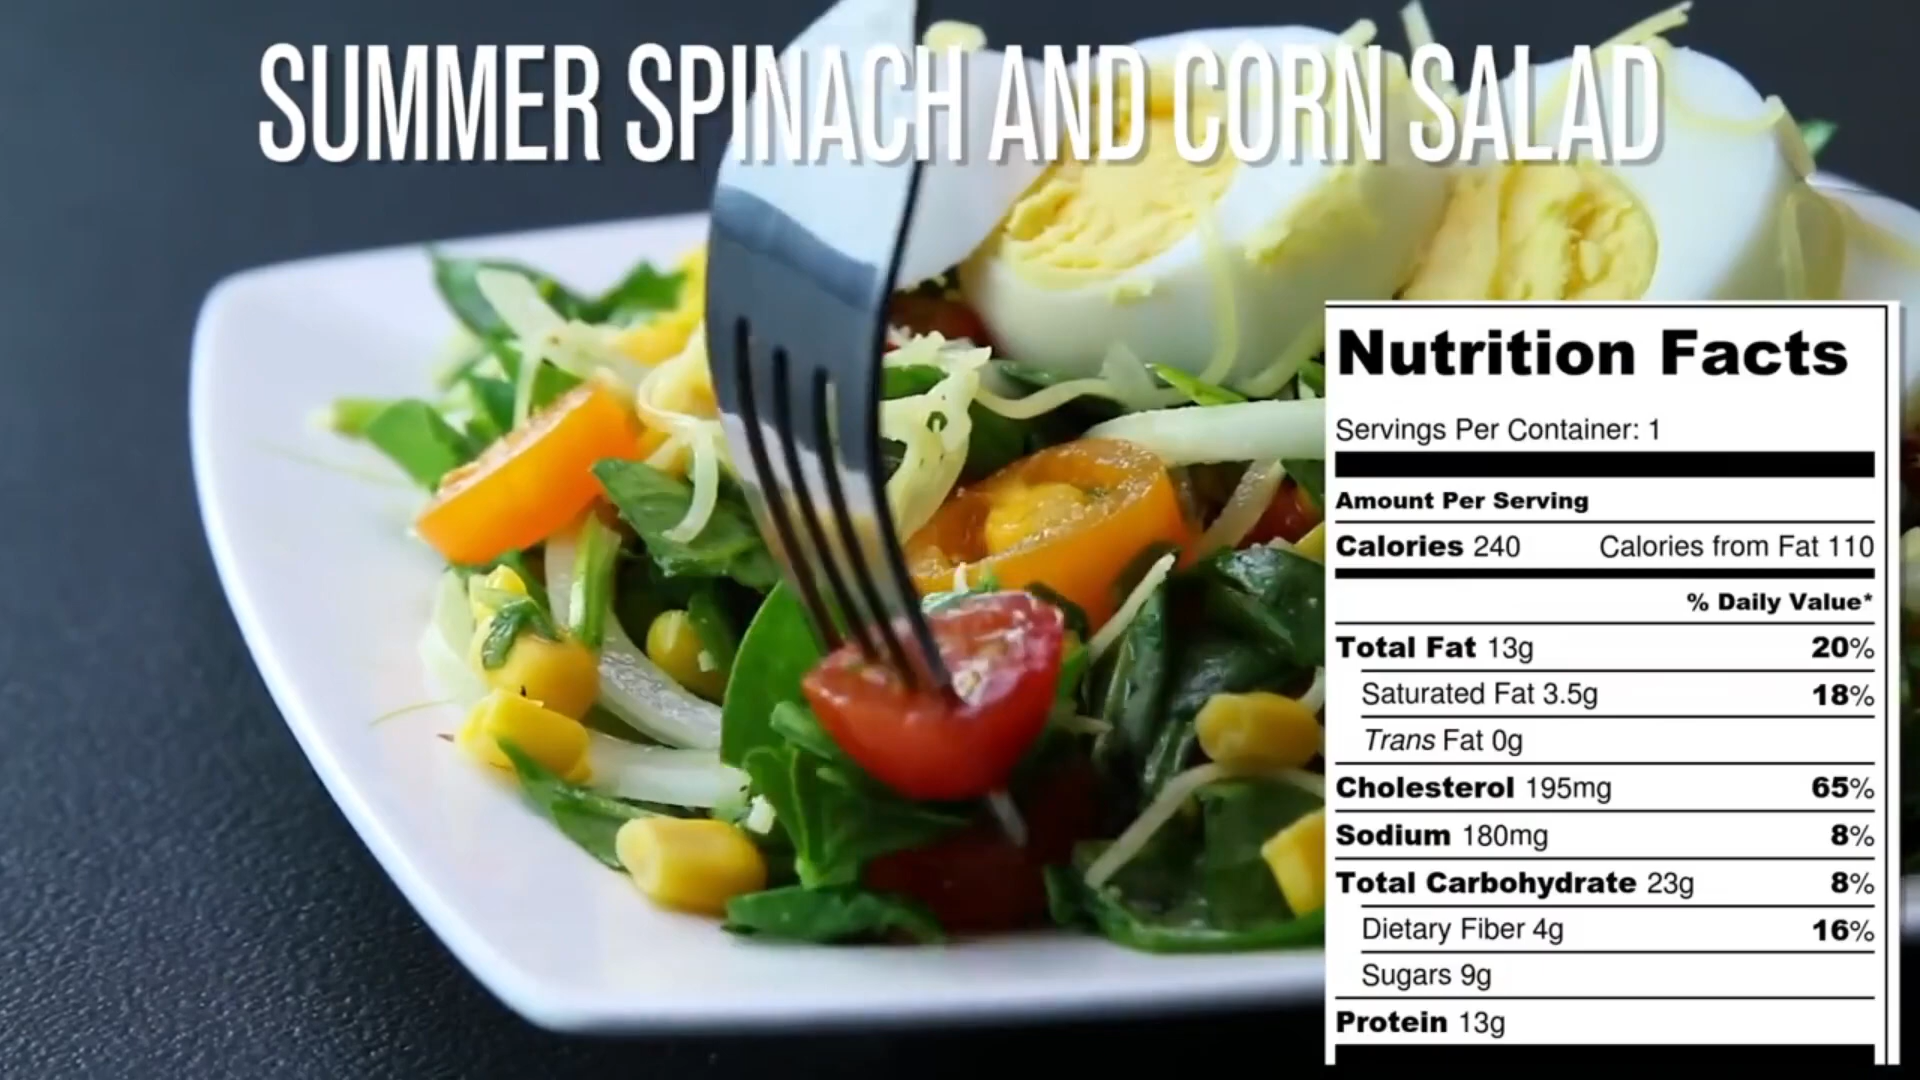 SUMMER SPINACH AND CORN SALAD
Nutrition Facts
Servings Per Container: 1
Amount Per Serving
Calories 240 Calories from Fat 110
% Daily Value*
Total Fat 13g 20%
Saturated Fat 3.5g 18%
Trans Fat 0g
Cholesterol 195mg 65%
Sodium 180mg 8%
Total Carbohydrate 23g 8%
Dietary Fiber 4g 16%
Sugars 9g
Protein 13g